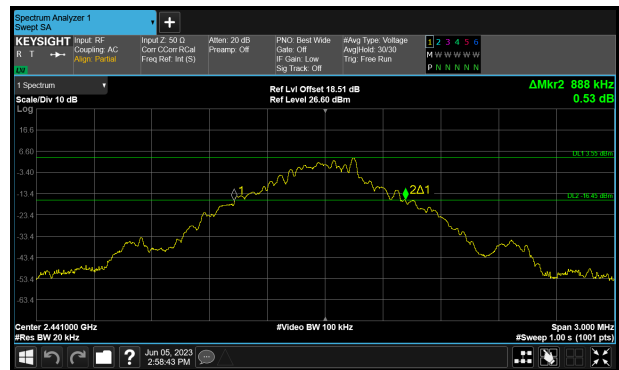 Spectrum Analyzer 1
Swept SA
KEYSIGHT
R T
LNI
Input: RF
Coupling: AC
Align: Partial
Input Z: 50 Ω
Corr CCorr RCal
Freq Ref: Int (S)
Atten: 20 dB
Preamp: Off
PNO: Best Wide
Gate: Off
IF Gain: Low
Sig Track: Off
#Avg Type: Voltage
Avg|Hold: 30/30
Trig: Free Run
1 2 3 4 5 6
M W W W W W
P N N N N N
1 Spectrum
Scale/Div 10 dB
Log
Ref Lvl Offset 18.51 dB
Ref Level 26.60 dBm
ΔMkr2 888 kHz
0.53 dB
16.6
6.60
DL1 3.55 dBm
-3.40
-13.4
1
2Δ1
DL2 -16.45 dBm
-23.4
-33.4
-43.4
-53.4
-63.4
Center 2.441000 GHz
#Res BW 20 kHz
#Video BW 100 kHz
Span 3.000 MHz
#Sweep 1.00 s (1001 pts)
?
Jun 05, 2023
2:58:43 PM